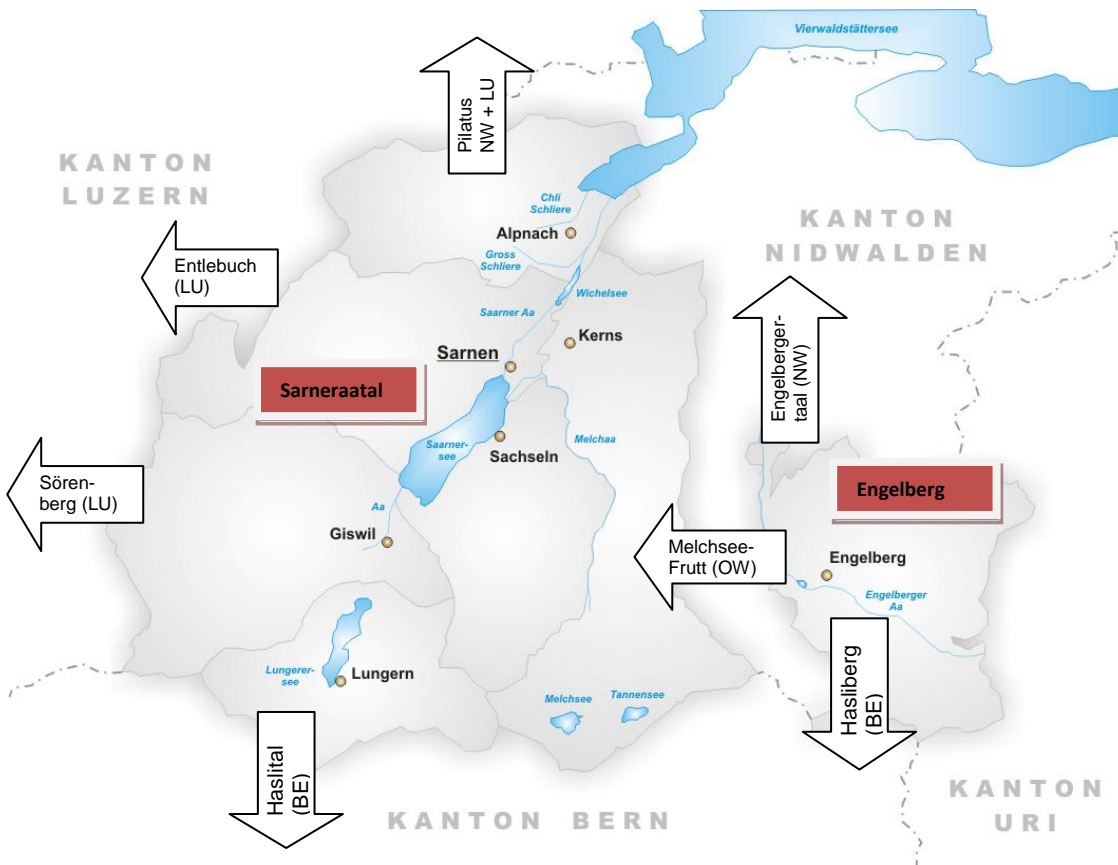 Vierwaldstättersee
Pilatus
NW + LU
KANTON
LUZERN
Chli
Schliere
Alpnach
Gross
Schliere
KANTON
NIDWALDEN
Entlebuch
(LU)
Wichelsee
Saarner Aa
Kerns
Sarnen
Engelberger-
taal (NW)
Sarneraatal
Saarner-
see
Sachseln
Melchaa
Sören-
berg (LU)
Engelberg
Aa
Giswil
Melchsee-
Frutt (OW)
Engelberg
Engelberger
Aa
Lungerer-
see
Lungern
Melchsee
Tannensee
Hasliberg
(BE)
Haslital
(BE)
KANTON BERN
KANTON
URI